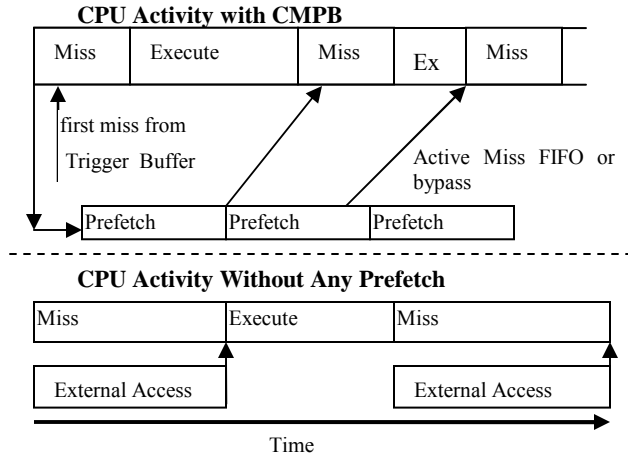 CPU Activity with CMPB
Miss
Execute
Miss
Ex
Miss
first miss from
Trigger Buffer
Active Miss FIFO or
bypass
Prefetch
Prefetch
Prefetch
CPU Activity Without Any Prefetch
Miss
Execute
Miss
External Access
External Access
Time